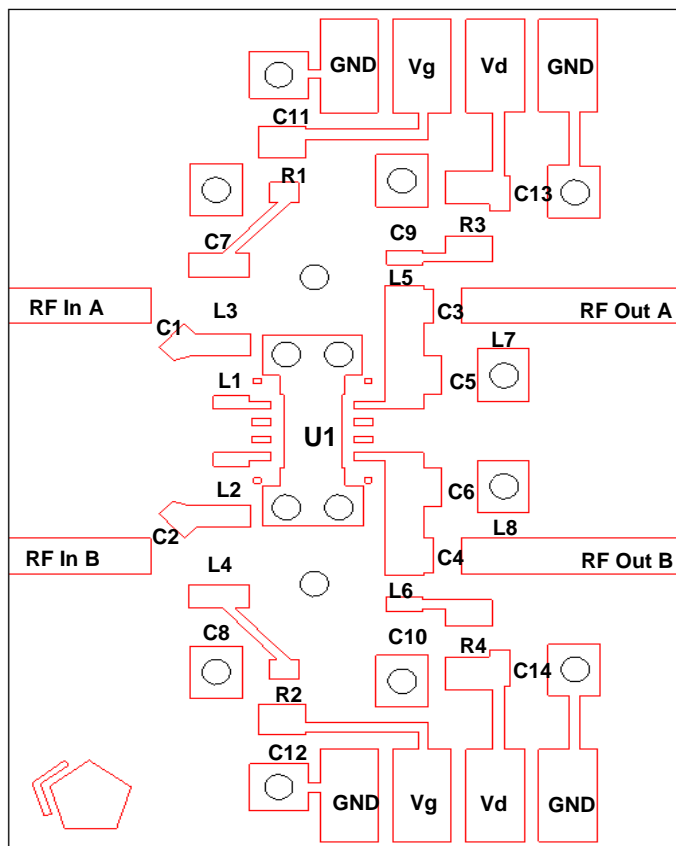 GND Vg Vd GND
C11
R1 C13
C7 C9 R3
L5
RF In A L3 C3 RF Out A
C1 L7
L1 C5
U1
L2 C6
C2 L8
RF In B C4 RF Out B
L4
L6
C8 C10 R4 C14
R2
C12
GND Vg Vd GND